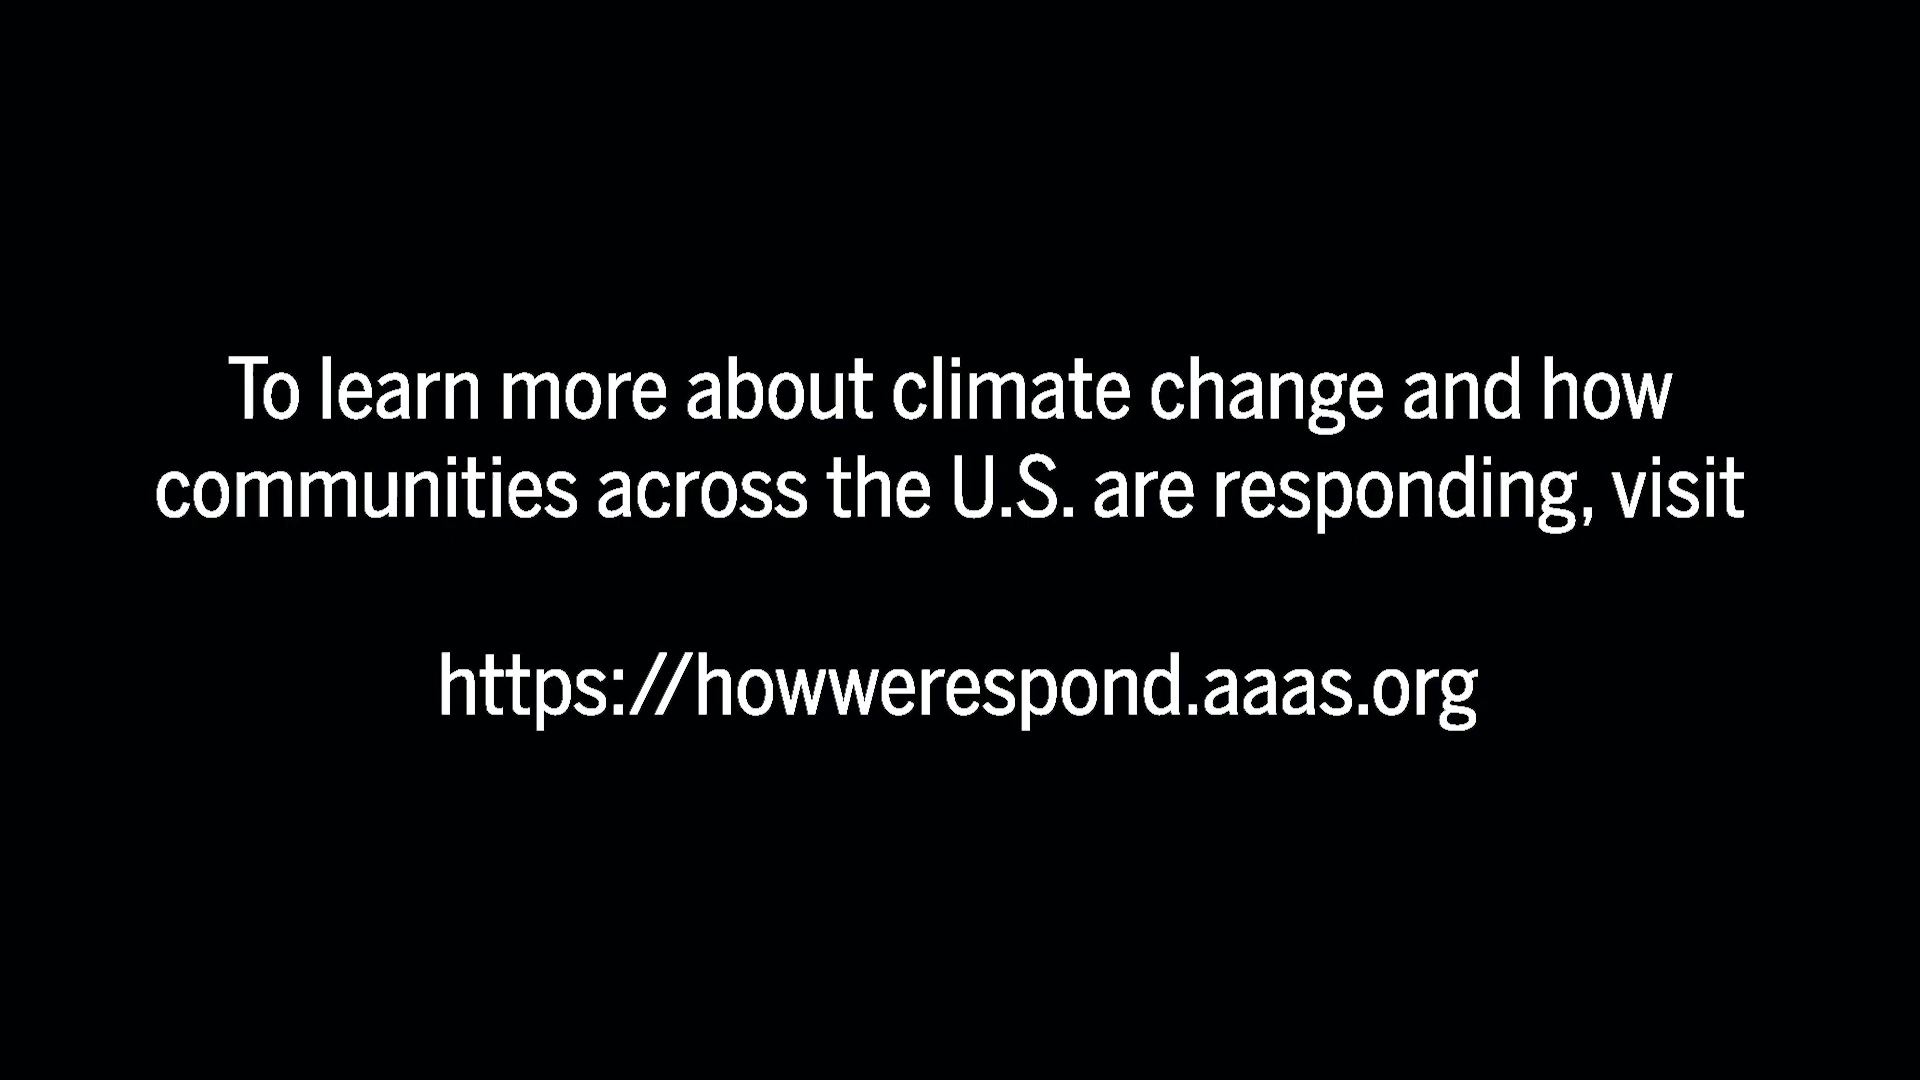 To learn more about climate change and how
communities across the U.S. are responding, visit
https://howwerespond.aaas.org